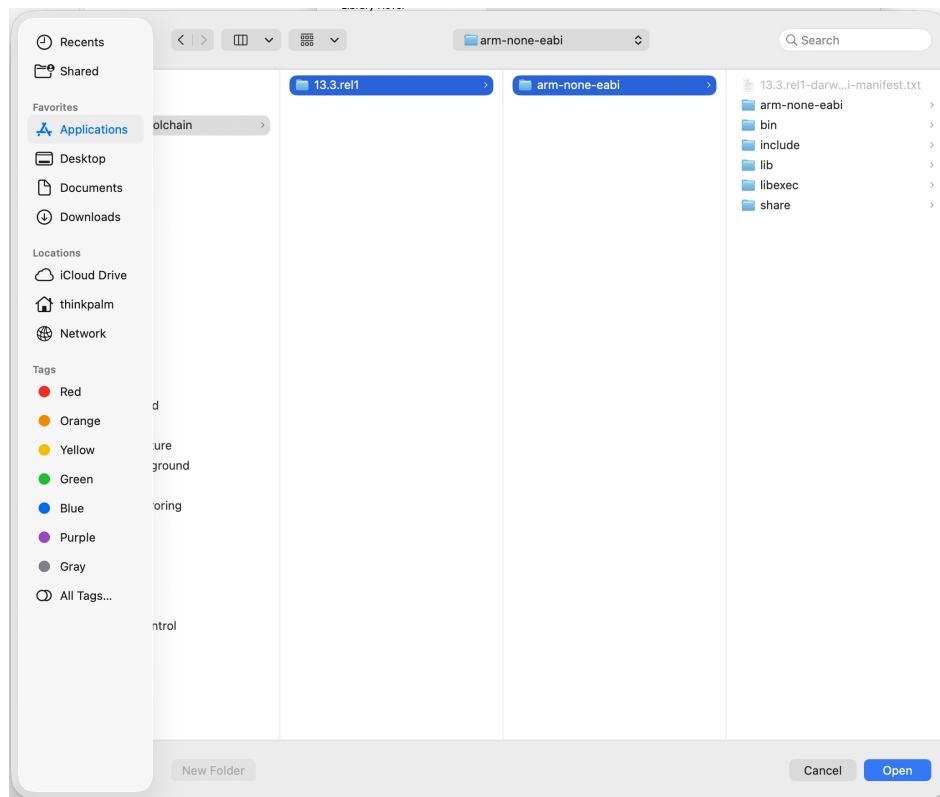 Recents
Shared
Favorites
Applications
Desktop
Documents
Downloads
Locations
iCloud Drive
thinkpalm
Network
Tags
Red
Orange
Yellow
Green
Blue
Purple
Gray
All Tags...
arm-none-eabi
Search
olchain
ture
ground
oring
ntrol
13.3.rel1
arm-none-eabi
13.3.rel1-darw...i-manifest.txt
arm-none-eabi
bin
include
lib
libexec
share
New Folder
Cancel
Open